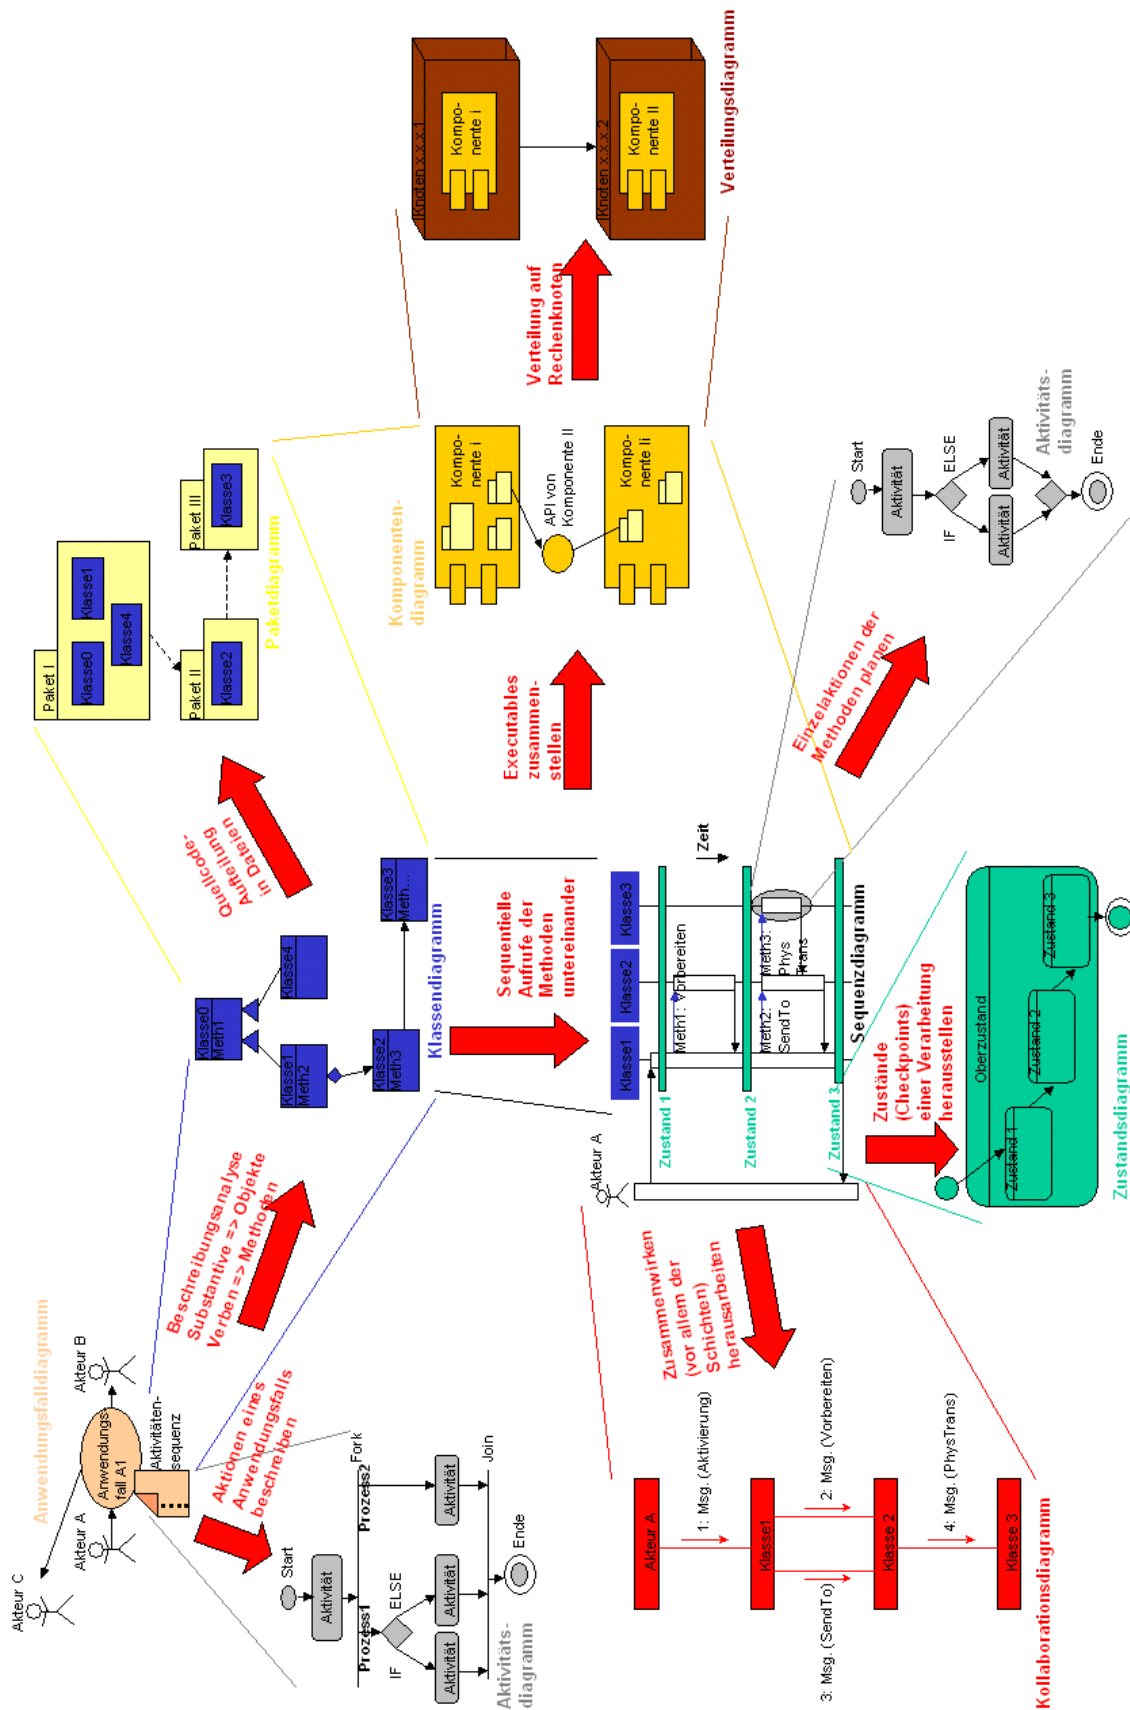 Anwendungsfalldiagramm
Akteur C
Akteur A
Akteur B
Anwendungs
fall A1
Aktivitäten-
sequenz
Aktionen eines
Anwendungsfalls
beschreiben
Start
Aktivität
Fork
Prozess1
Prozess2
IF
ELSE
Aktivität
Aktivität
Aktivität
Join
Ende
Aktivitäts-
diagramm
Beschreibungsanalyse
Substantive => Objekte
Verben => Methoden
Klasse0
Meth1
Klasse1
Meth2
Klasse4
Klasse2
Meth3
Klasse3
Meth...
Klassendiagramm
Quellcode-
Aufteilung
in Dateien
Paket I
Klasse0
Klasse1
Klasse4
Paket II
Klasse2
Paket III
Klasse3
Paketdiagramm
Sequentielle
Aufrufe der
Methoden
untereinander
Executables
zusammen-
stellen
Komponenten-
diagramm
Kompo-
nente i
API von
Komponente II
Kompo-
nente Ii
Verteilung auf
Rechenknoten
IKnoten x.x.x.1
Kompo-
nente i
IKnoten x.x.x.2
Kompo-
nente II
Verteilungsdiagramm
Akteur A
Klasse1
Klasse2
Klasse3
Zustand 1
Meth1: Vorbereiten
Zeit
Zustand 2
Meth2:
SendTo
Meth3:
Phys
Trans
Zustand 3
Sequenzdiagramm
Einzelaktionen der
Methoden planen
Start
Aktivität
IF
ELSE
Aktivität
Aktivität
Ende
Aktivitäts-
diagramm
Zusammenwirken
(vor allem der
Schichten)
herausarbeiten
Akteur A
1: Msg.(Aktivierung)
Klasse1
2: Msg.(Vorbereiten)
3: Msg.(SendTo)
Klasse 2
4: Msg.(PhysTrans)
Klasse 3
Kollaborationsdiagramm
Zustände
(Checkpoints)
einer Verarbeitung
herausstellen
Oberzustand
Zustand 1
Zustand 2
Zustand 3
Zustandsdiagramm